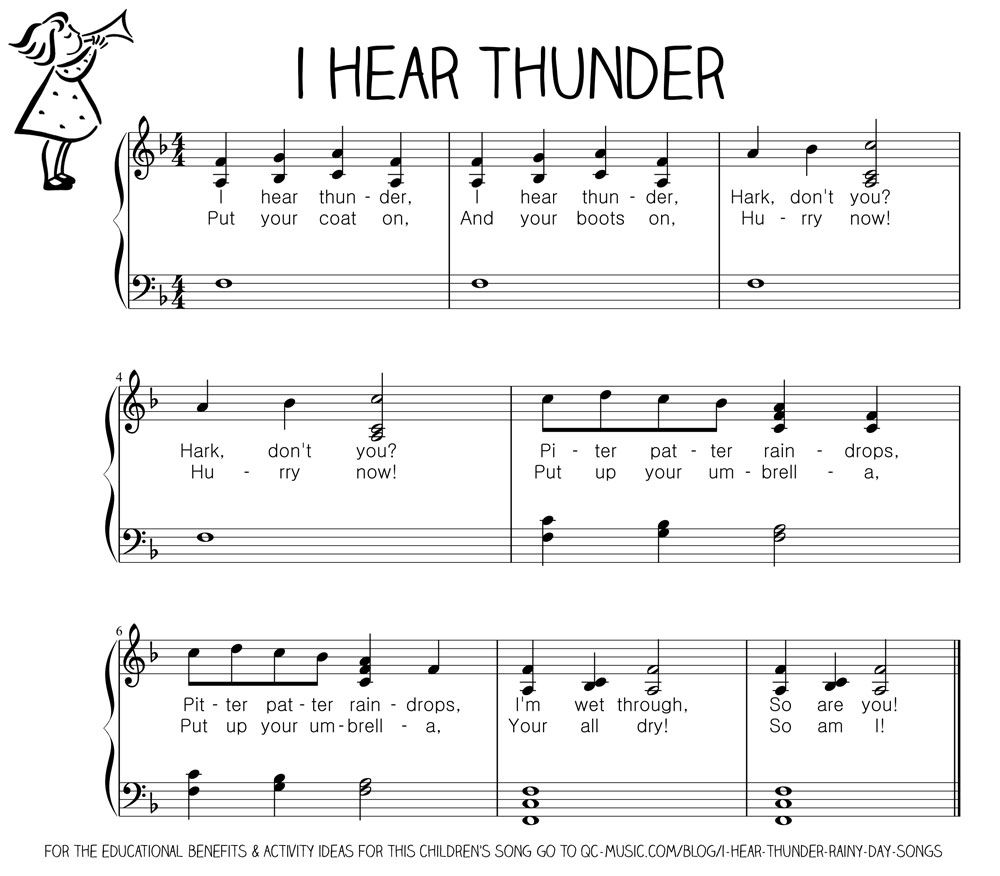 I HEAR THUNDER
4
4
I hear thun - der, I hear thun - der, Hark, don't you?
Put your coat on, And your boots on, Hu - rry now!
4
4
4
Hark, don't you? Pi - ter pat - ter rain - drops,
Hu - rry now! Put up your um - brell - a,
6
Pit - ter pat - ter rain - drops, I'm wet through, So are you!
Put up your um - brell - a, Your all dry! So am I!
FOR THE EDUCATIONAL BENEFITS & ACTIVITY IDEAS FOR THIS CHILDREN'S SONG GO TO QC-MUSIC.COM/BLOG/I-HEAR-THUNDER-RAINY-DAY-SONGS